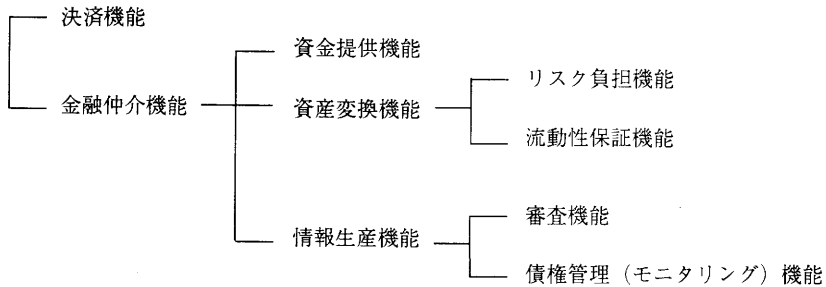 決済機能
金融仲介機能
資金提供機能
資産変換機能
リスク負担機能
流動性保証機能
情報生産機能
審査機能
債権管理（モニタリング）機能